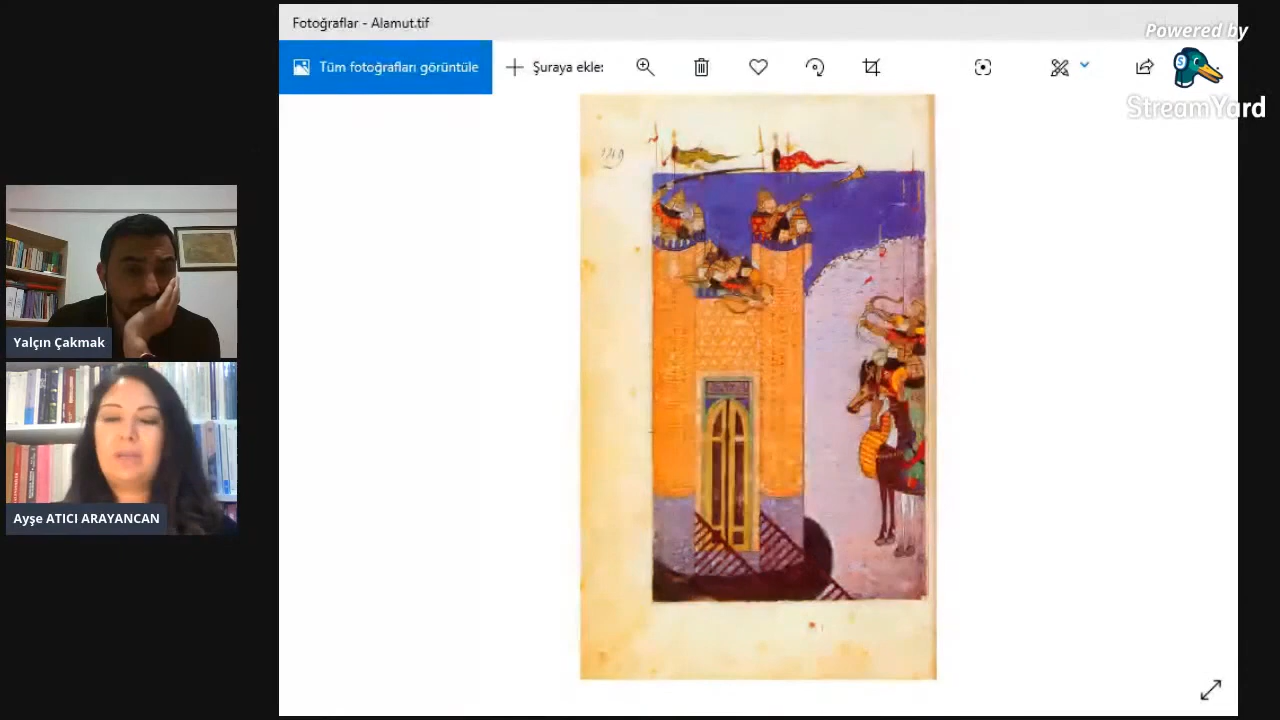 Fotoğraflar - Alamut.tif
Tüm fotoğrafları görüntüle
Şuraya ekle:
Powered by
StreamYard
Yalçın Çakmak
Ayşe ATICI ARAYANCAN